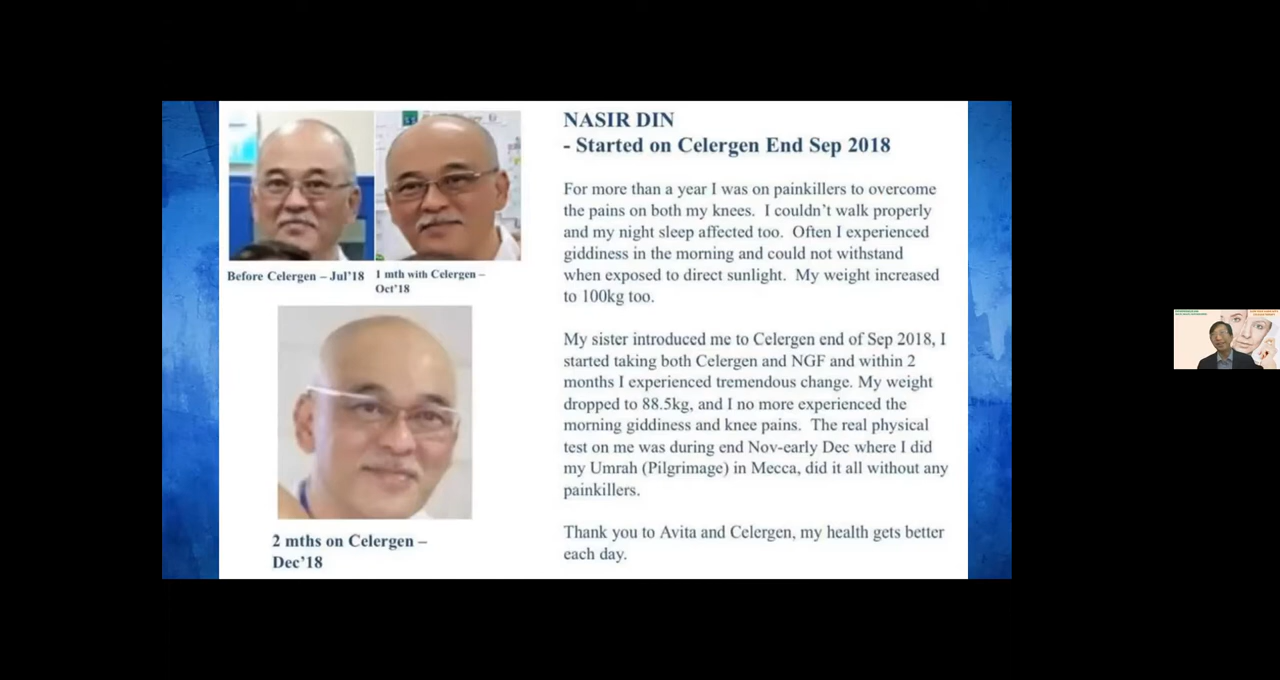 Before Celergen – Jul'18
1 mth with Celergen –
Oct'18
2 mths on Celergen –
Dec'18
NASIR DIN
- Started on Celergen End Sep 2018
For more than a year I was on painkillers to overcome
the pains on both my knees.  I couldn't walk properly
and my night sleep affected too.  Often I experienced
giddiness in the morning and could not withstand
when exposed to direct sunlight.  My weight increased
to 100kg too.
My sister introduced me to Celergen end of Sep 2018, I
started taking both Celergen and NGF and within 2
months I experienced tremendous change. My weight
dropped to 88.5kg, and I no more experienced the
morning giddiness and knee pains.  The real physical
test on me was during end Nov-early Dec where I did
my Umrah (Pilgrimage) in Mecca, did it all without any
painkillers.
Thank you to Avita and Celergen, my health gets better
each day.